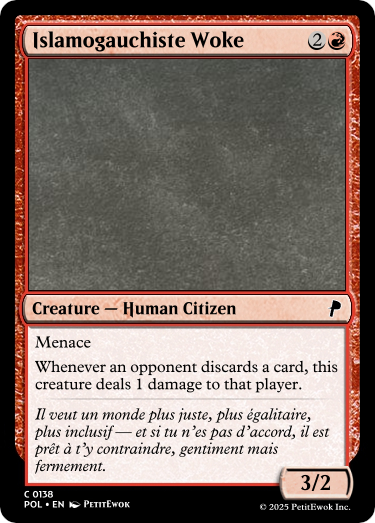 Islamogauchiste Woke 2
Creature — Human Citizen
Menace
Whenever an opponent discards a card, this
creature deals 1 damage to that player.
Il veut un monde plus juste, plus égalitaire,
plus inclusif — et si tu n'es pas d'accord, il est
prêt à t'y contraindre, gentiment mais
fermement.
3/2
C 0138
POL • EN PetitEwok
© 2025 PetitEwok Inc.